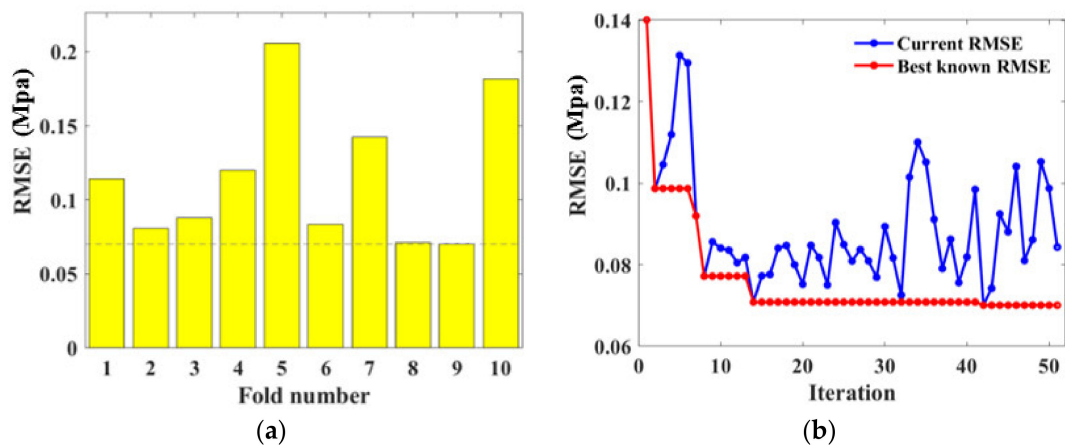 RMSE (Mpa)
0.2
0.15
0.1
0.05
0
1 2 3 4 5 6 7 8 9 10
Fold number
(a)
RMSE (Mpa)
0.14
0.12
0.1
0.08
0.06
Current RMSE
Best known RMSE
0 10 20 30 40 50
Iteration
(b)